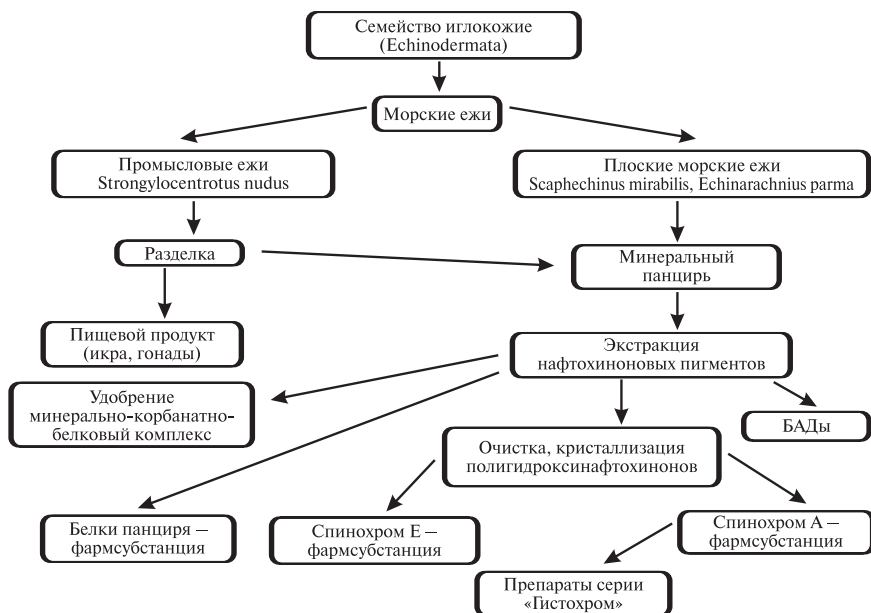 Семейство иглокожие
(Echinodermata)
Морские ежи
Промысловые ежи
Strongylocentrotus nudus
Плоские морские ежи
Scaphechinus mirabilis, Echinarachnius parma
Разделка
Минеральный
панцирь
Пищевой продукт
(икра, гонады)
Экстракция
нафтохиноновых пигментов
Удобрение
минерально-корбанатно-
белковый комплекс
БАДы
Очистка, кристаллизация
полигидроксинафтохинонов
Белки панциря –
фармсубстанция
Спинохром Е –
фармсубстанция
Спинохром А –
фармсубстанция
Препараты серии
«Гистохром»